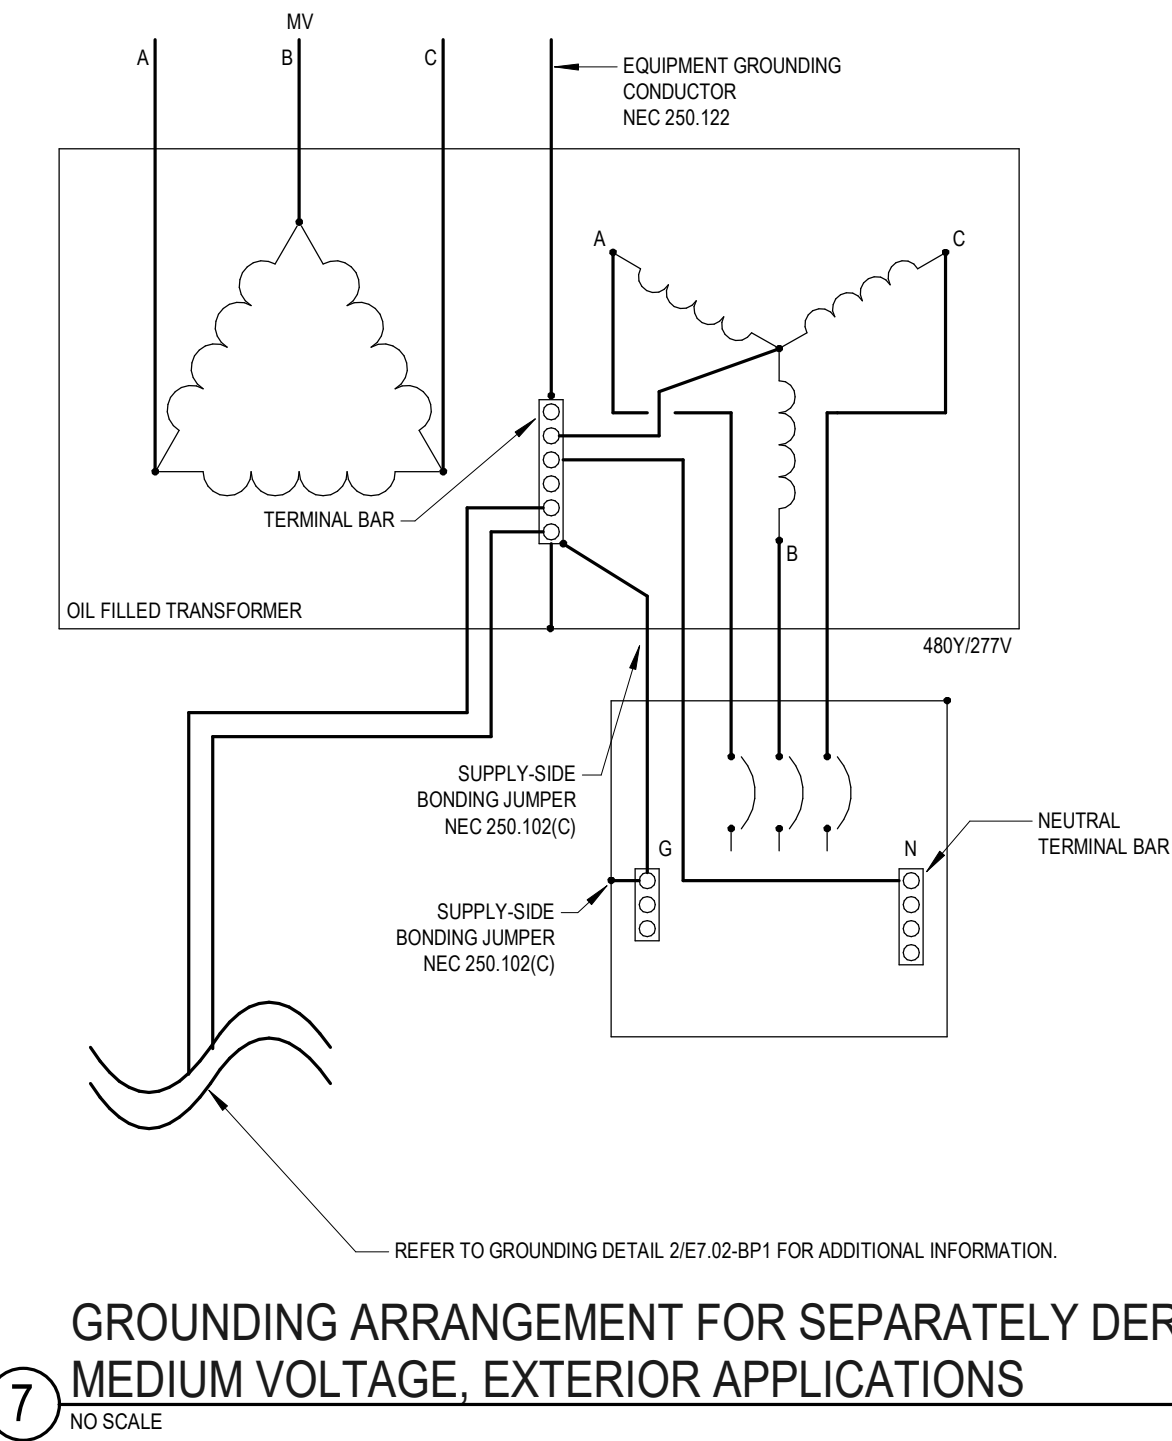 MV
A
B
C
EQUIPMENT GROUNDING
CONDUCTOR
NEC 250.122
A
C
TERMINAL BAR
B
OIL FILLED TRANSFORMER
480Y/277V
SUPPLY-SIDE
BONDING JUMPER
NEC 250.102(C)
NEUTRAL
TERMINAL BAR
G
N
SUPPLY-SIDE
BONDING JUMPER
NEC 250.102(C)
REFER TO GROUNDING DETAIL 2/E7.02-BP1 FOR ADDITIONAL INFORMATION.
GROUNDING ARRANGEMENT FOR SEPARATELY
MEDIUM VOLTAGE, EXTERIOR APPLICATIONS
7
NO SCALE